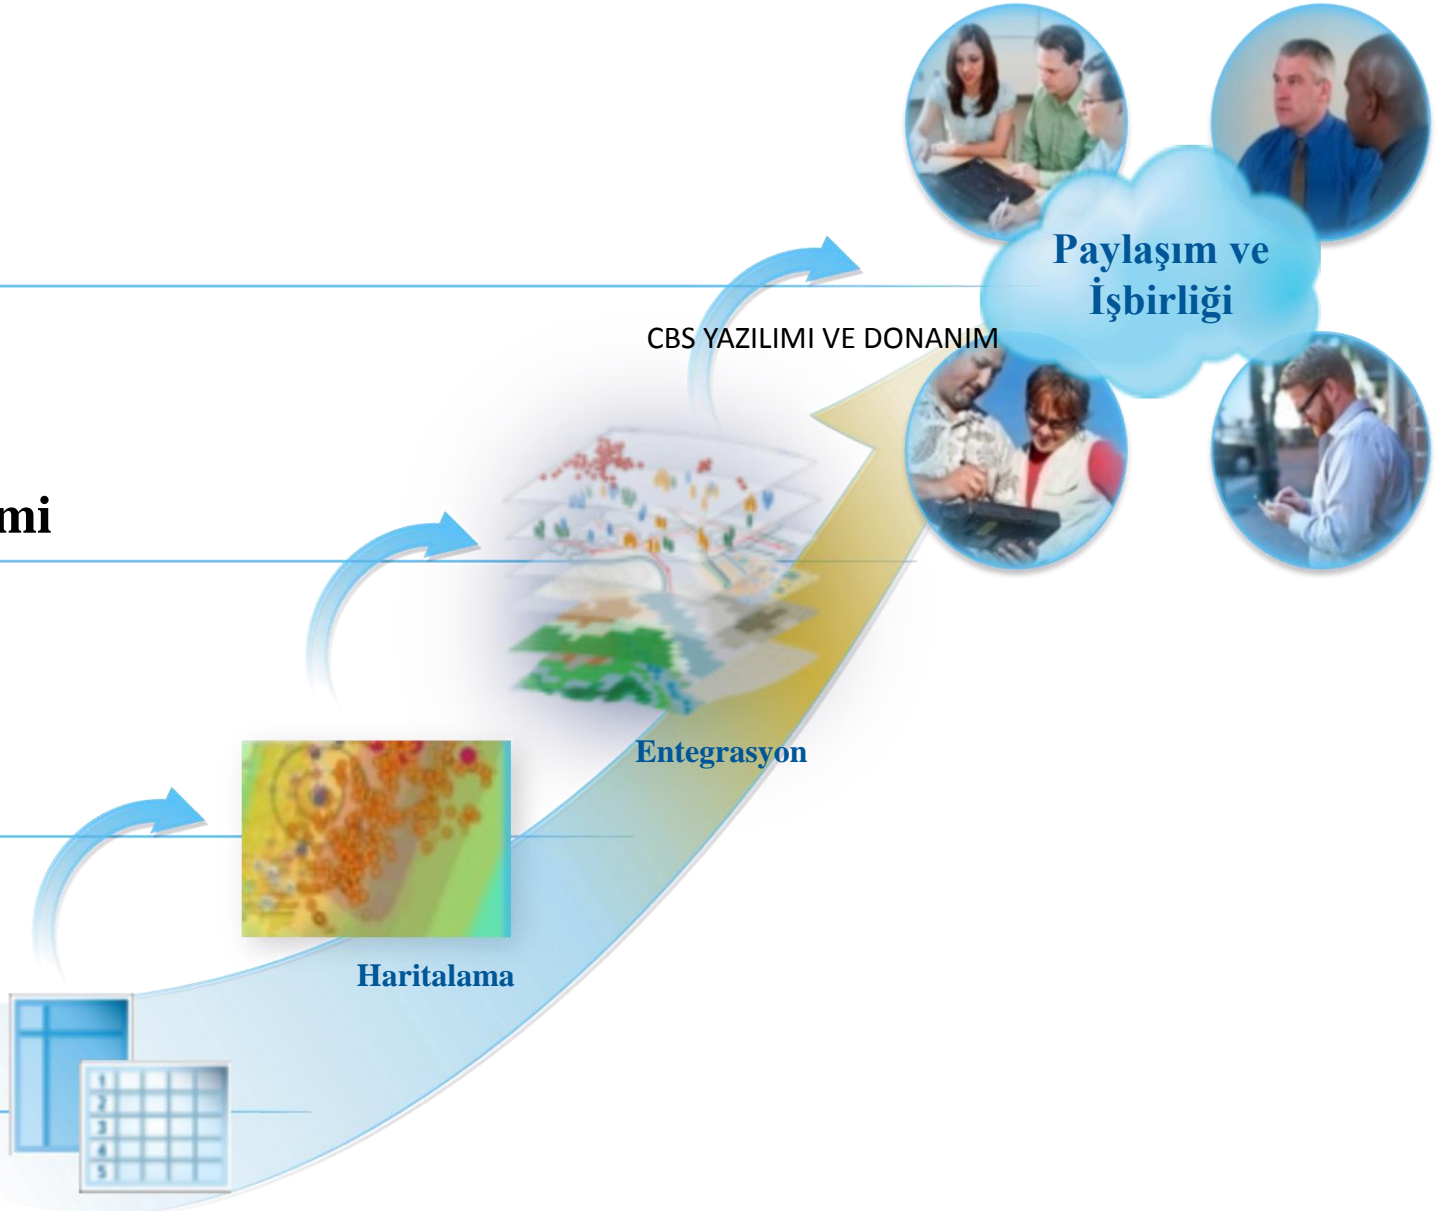 Paylaşım ve
İşbirliği
CBS YAZILIMI VE DONANIM
mi
Entegrasyon
Haritalama
1
2
3
4
5